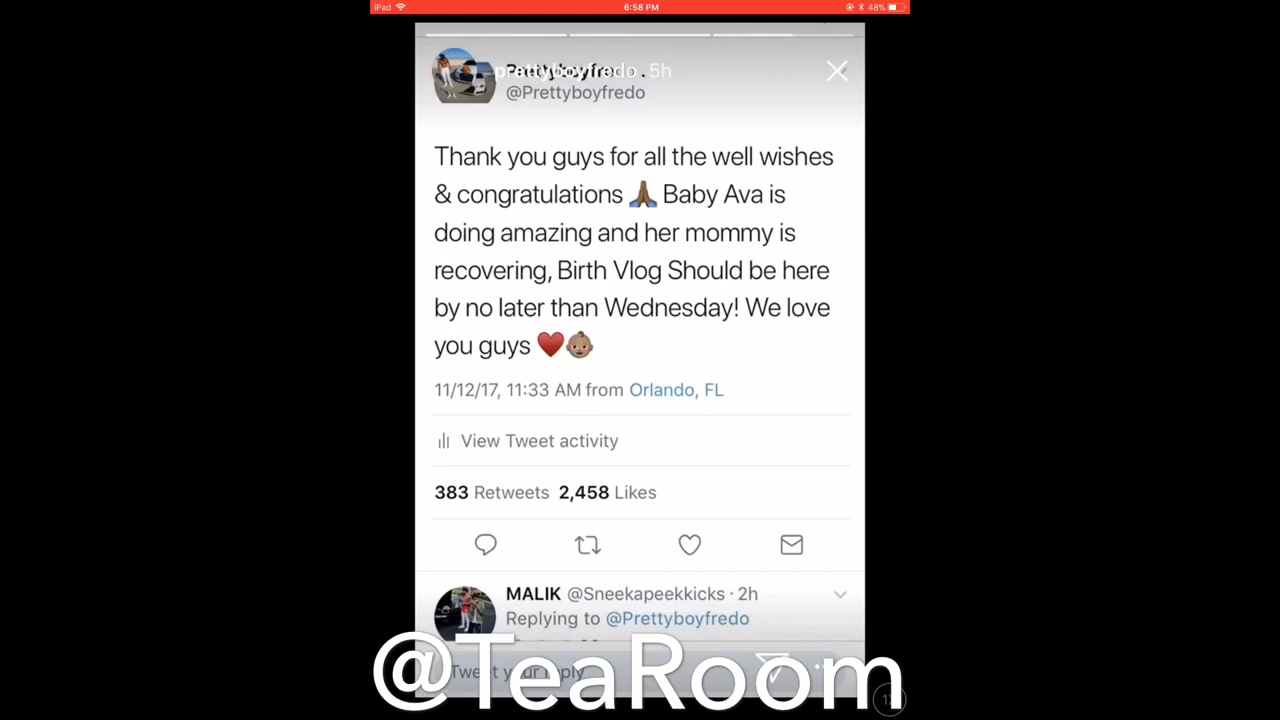 iPad
6:58 PM
48%
prettyboyfredo 5h
@Prettyboyfredo
Thank you guys for all the well wishes
& congratulations 🙏🏾 Baby Ava is
doing amazing and her mommy is
recovering, Birth Vlog Should be here
by no later than Wednesday! We love
you guys ❤️👶🏽
11/12/17, 11:33 AM from Orlando, FL
View Tweet activity
383 Retweets 2,458 Likes
MALIK @Sneekapeekkicks · 2h
Replying to @Prettyboyfredo
Tweet your reply
@TeaRoom